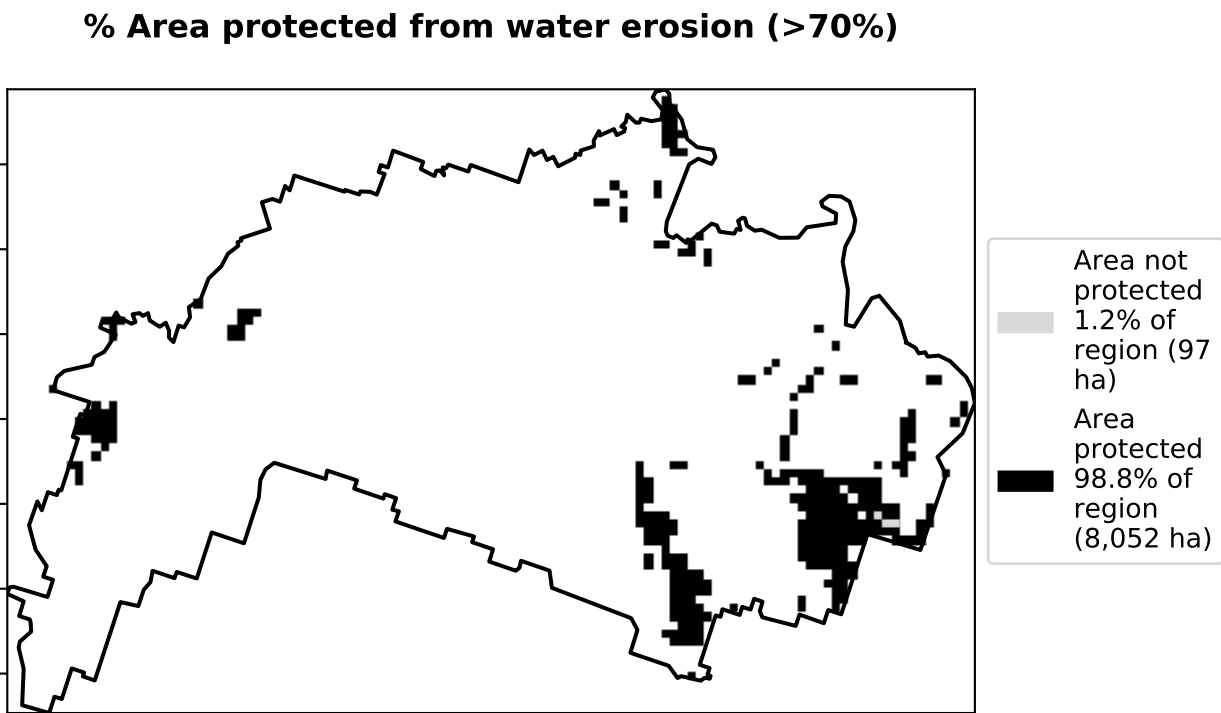 % Area protected from water erosion (>70%)
Area not
protected
1.2% of
region (97
ha)
Area
protected
98.8% of
region
(8,052 ha)